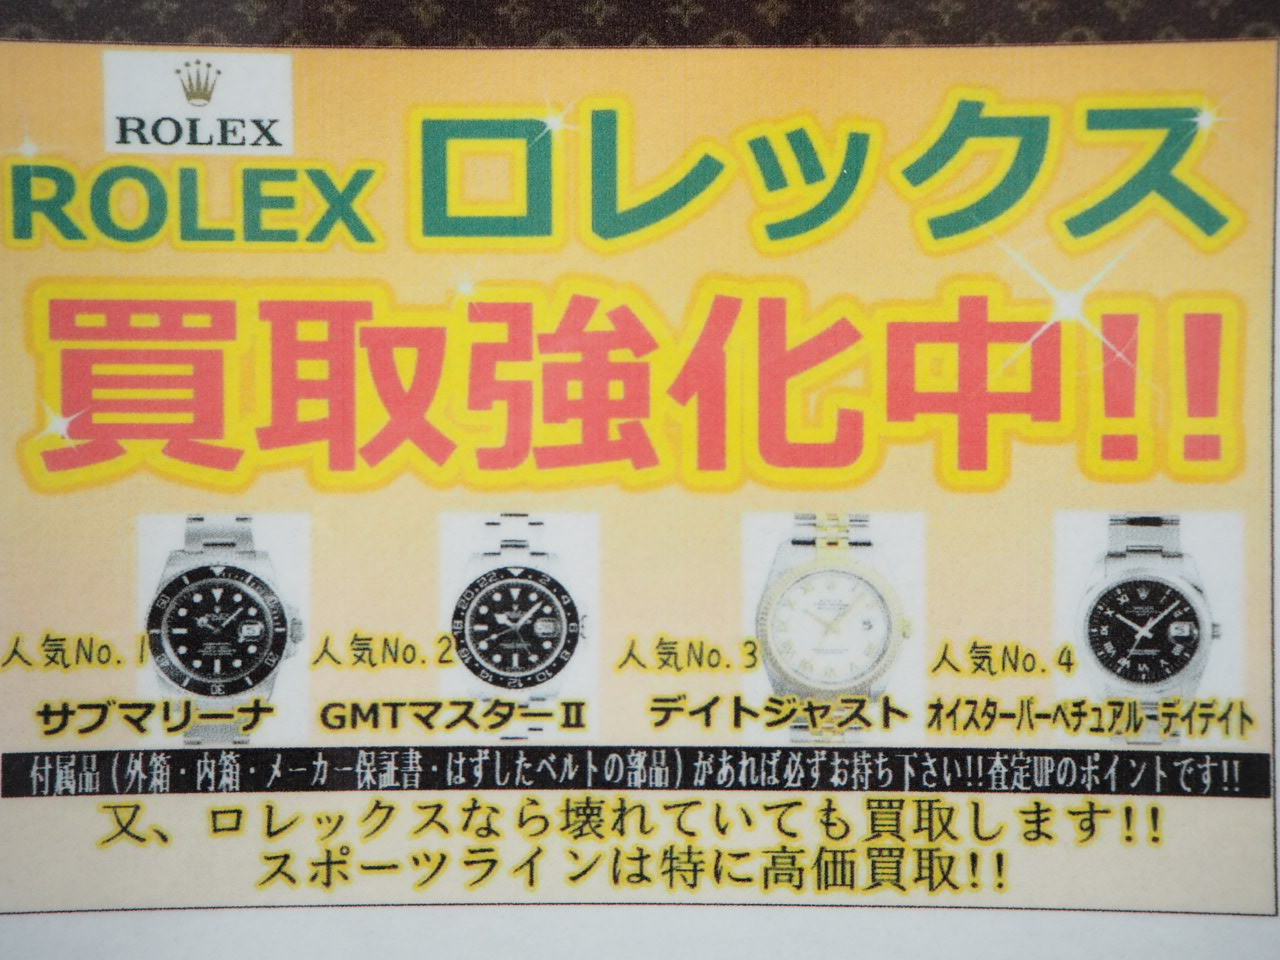 ROLEX
ROLEX ロレックス
買取強化中!!
人気No.1 人気No.2 人気No.3 人気No.4
サブマリーナ GMTマスターⅡ デイトジャスト オイスターパーペチュアル-デイデイト
付属品(外箱・内箱・メーカー保証書・はずしたベルトの部品)があれば必ずお持ち下さい!!査定UPのポイントです!!
又、ロレックスなら壊れていても買取します!!
スポーツラインは特に高価買取!!